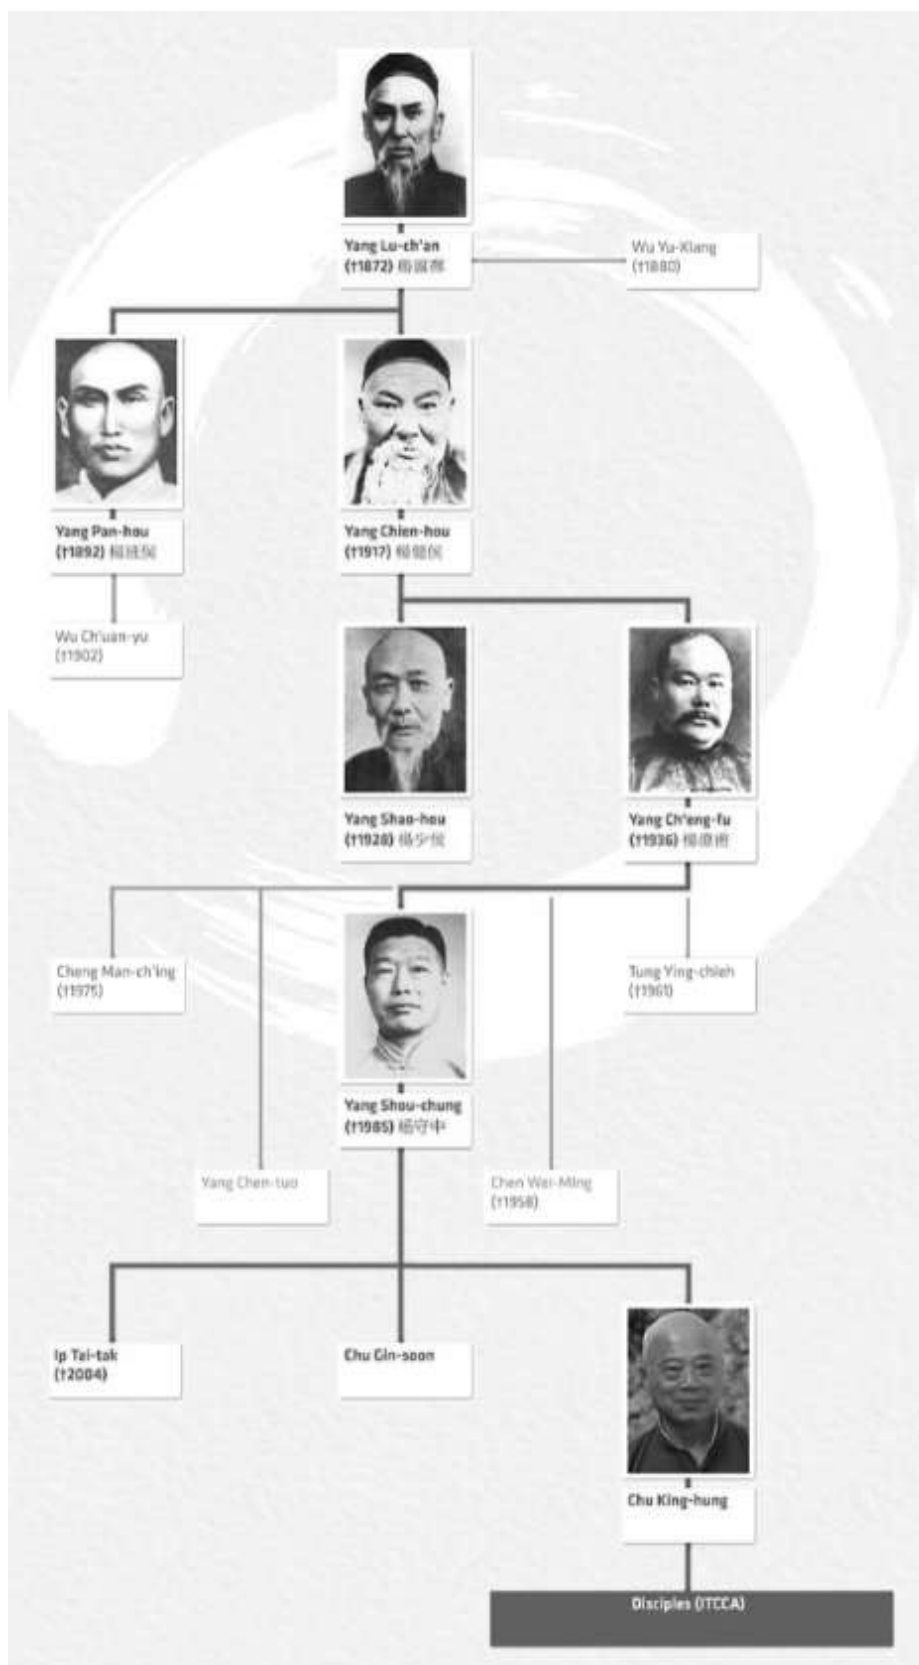 Yang Lu-ch'an
(†1872)
Wu Yu-Xiang
(†1880)
Yang Pan-hou
(†1892)
Yang Chien-hou
(†1917)
Wu Ch'uan-yu
(†1902)
Yang Shao-hou
(†1928) 楊少侯
Yang Ch'eng-fu
(†1936)
Cheng Man-ch'ing
(†1975)
Tung Ying-chieh
(†1961)
Yang Shou-chung
(†1985) 楊守中
Yang Chen-tuo
Chen Wei-Ming
(†1958)
Ip Tai-tak
(†2004)
Chu Gin-soon
Chu King-hung
Disciples (ITCCA)